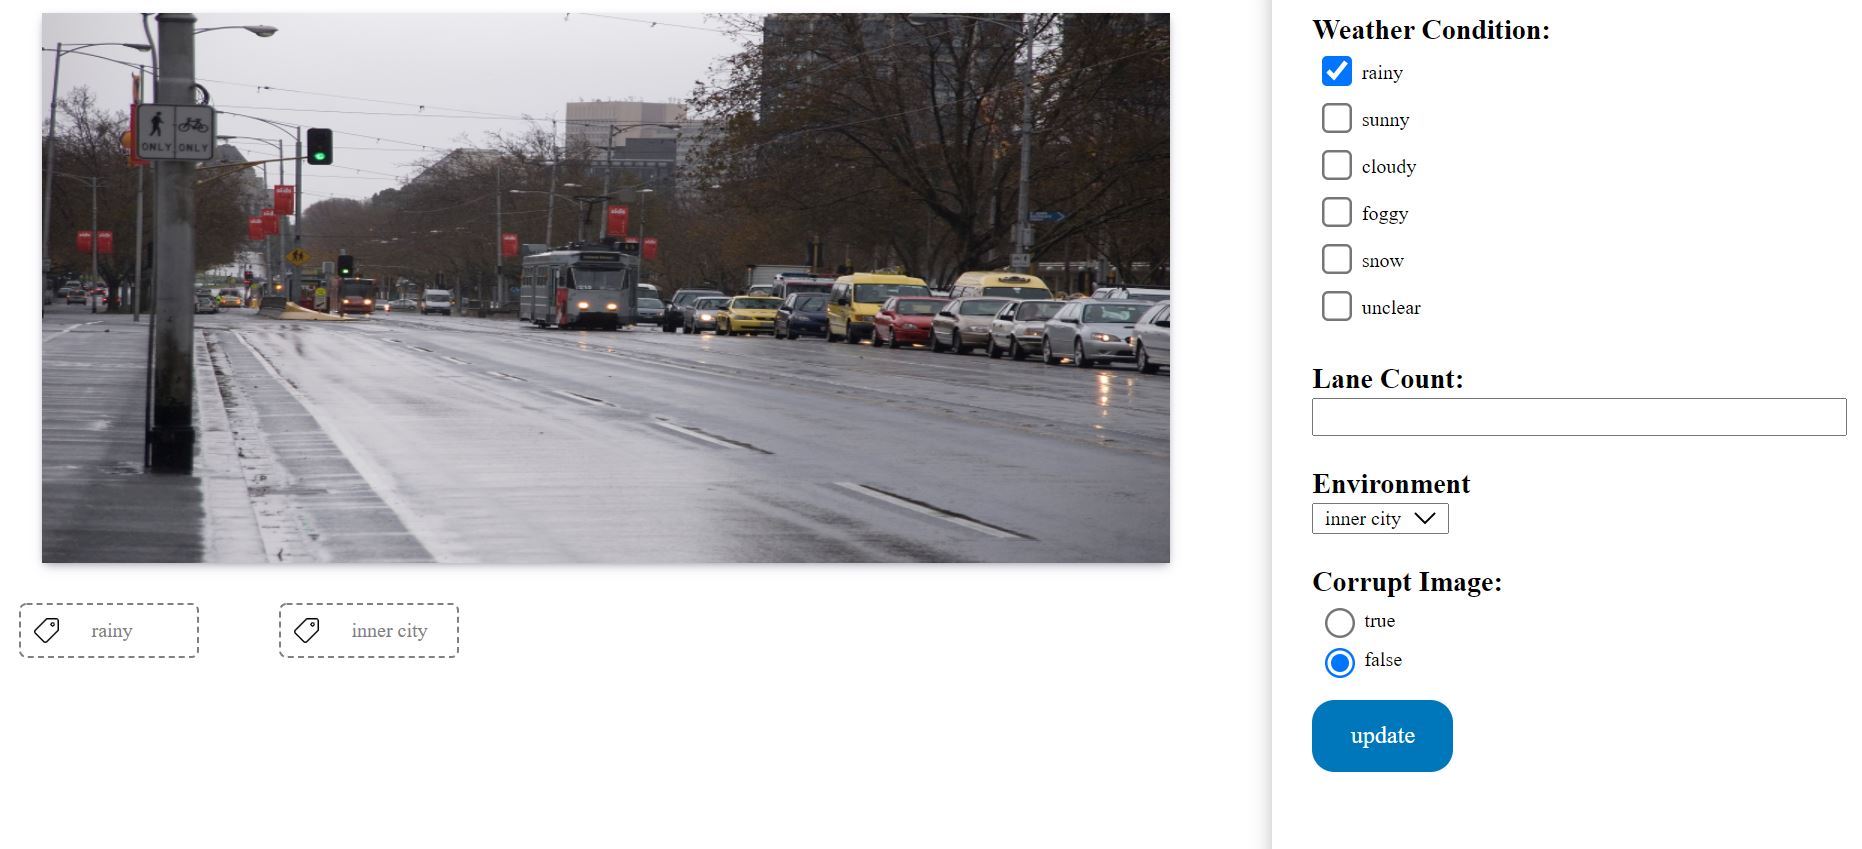 ONLY ONLY
Weather Condition:
rainy
sunny
cloudy
foggy
snow
unclear
Lane Count:
Environment
inner city
Corrupt Image:
true
false
update
rainy
inner city